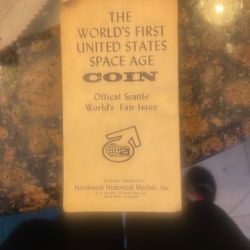 THE
WORLD'S FIRST
UNITED STATES
SPACE AGE
COIN
Offical Seattle
World's Fair Issue
Northwest Historical Medals, Inc.